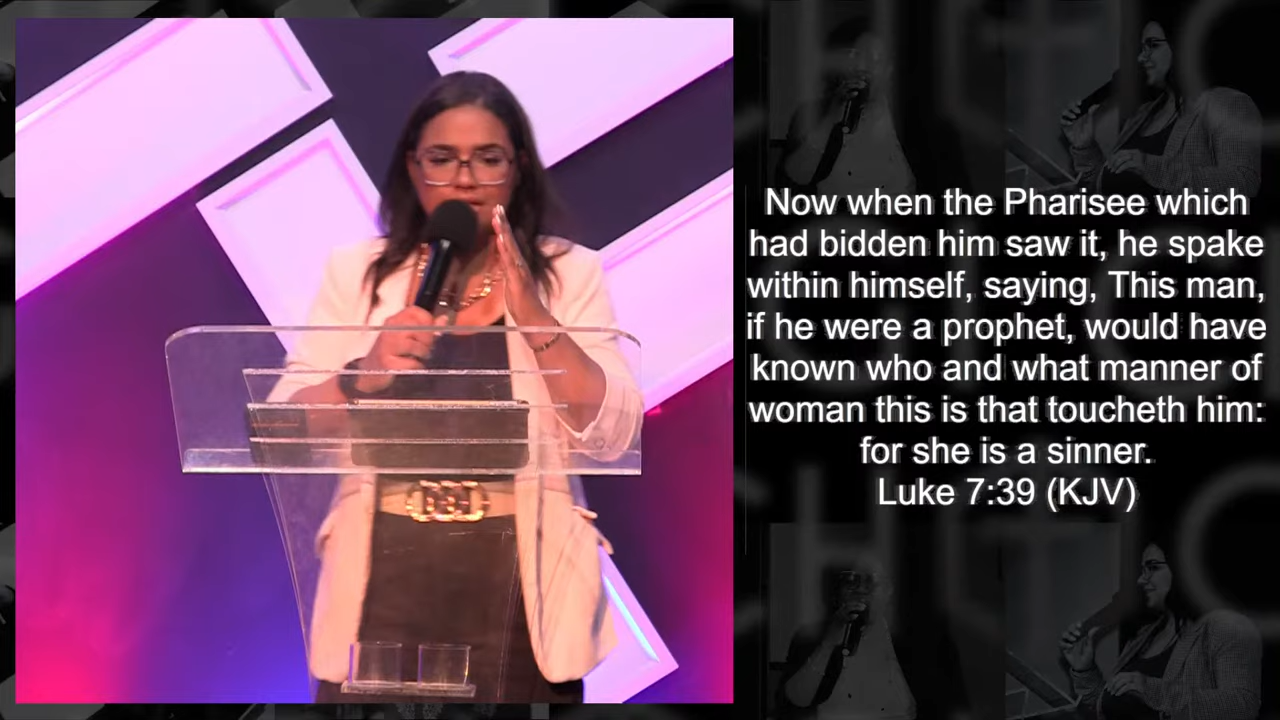 Now when the Pharisee which
had bidden him saw it, he spake
within himself, saying, This man,
if he were a prophet, would have
known who and what manner of
woman this is that toucheth him:
for she is a sinner.
Luke 7:39 (KJV)